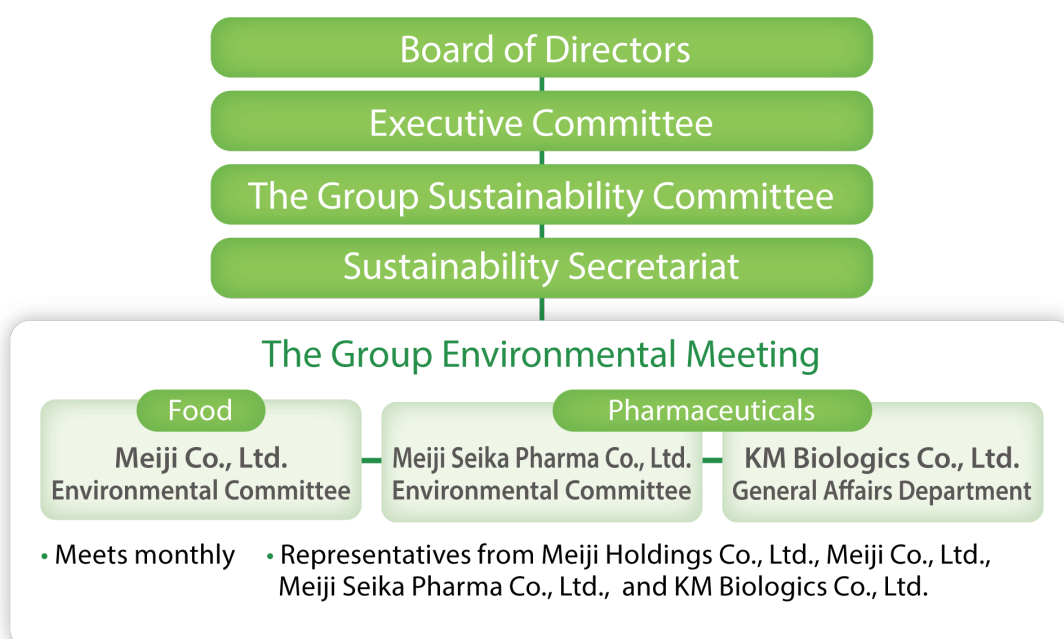 Board of Directors
Executive Committee
The Group Sustainability Committee
Sustainability Secretariat
The Group Environmental Meeting
Food
Meiji Co., Ltd.
Environmental Committee
Pharmaceuticals
Meiji Seika Pharma Co., Ltd.
Environmental Committee
KM Biologics Co., Ltd.
General Affairs Department
• Meets monthly
• Representatives from Meiji Holdings Co., Ltd., Meiji Co., Ltd.,
Meiji Seika Pharma Co., Ltd., and KM Biologics Co., Ltd.